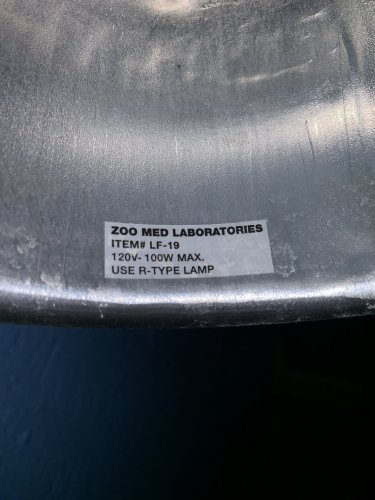 ZOO MED LABORATORIES
ITEM# LF-19
120V- 100W MAX.
USE R-TYPE LAMP